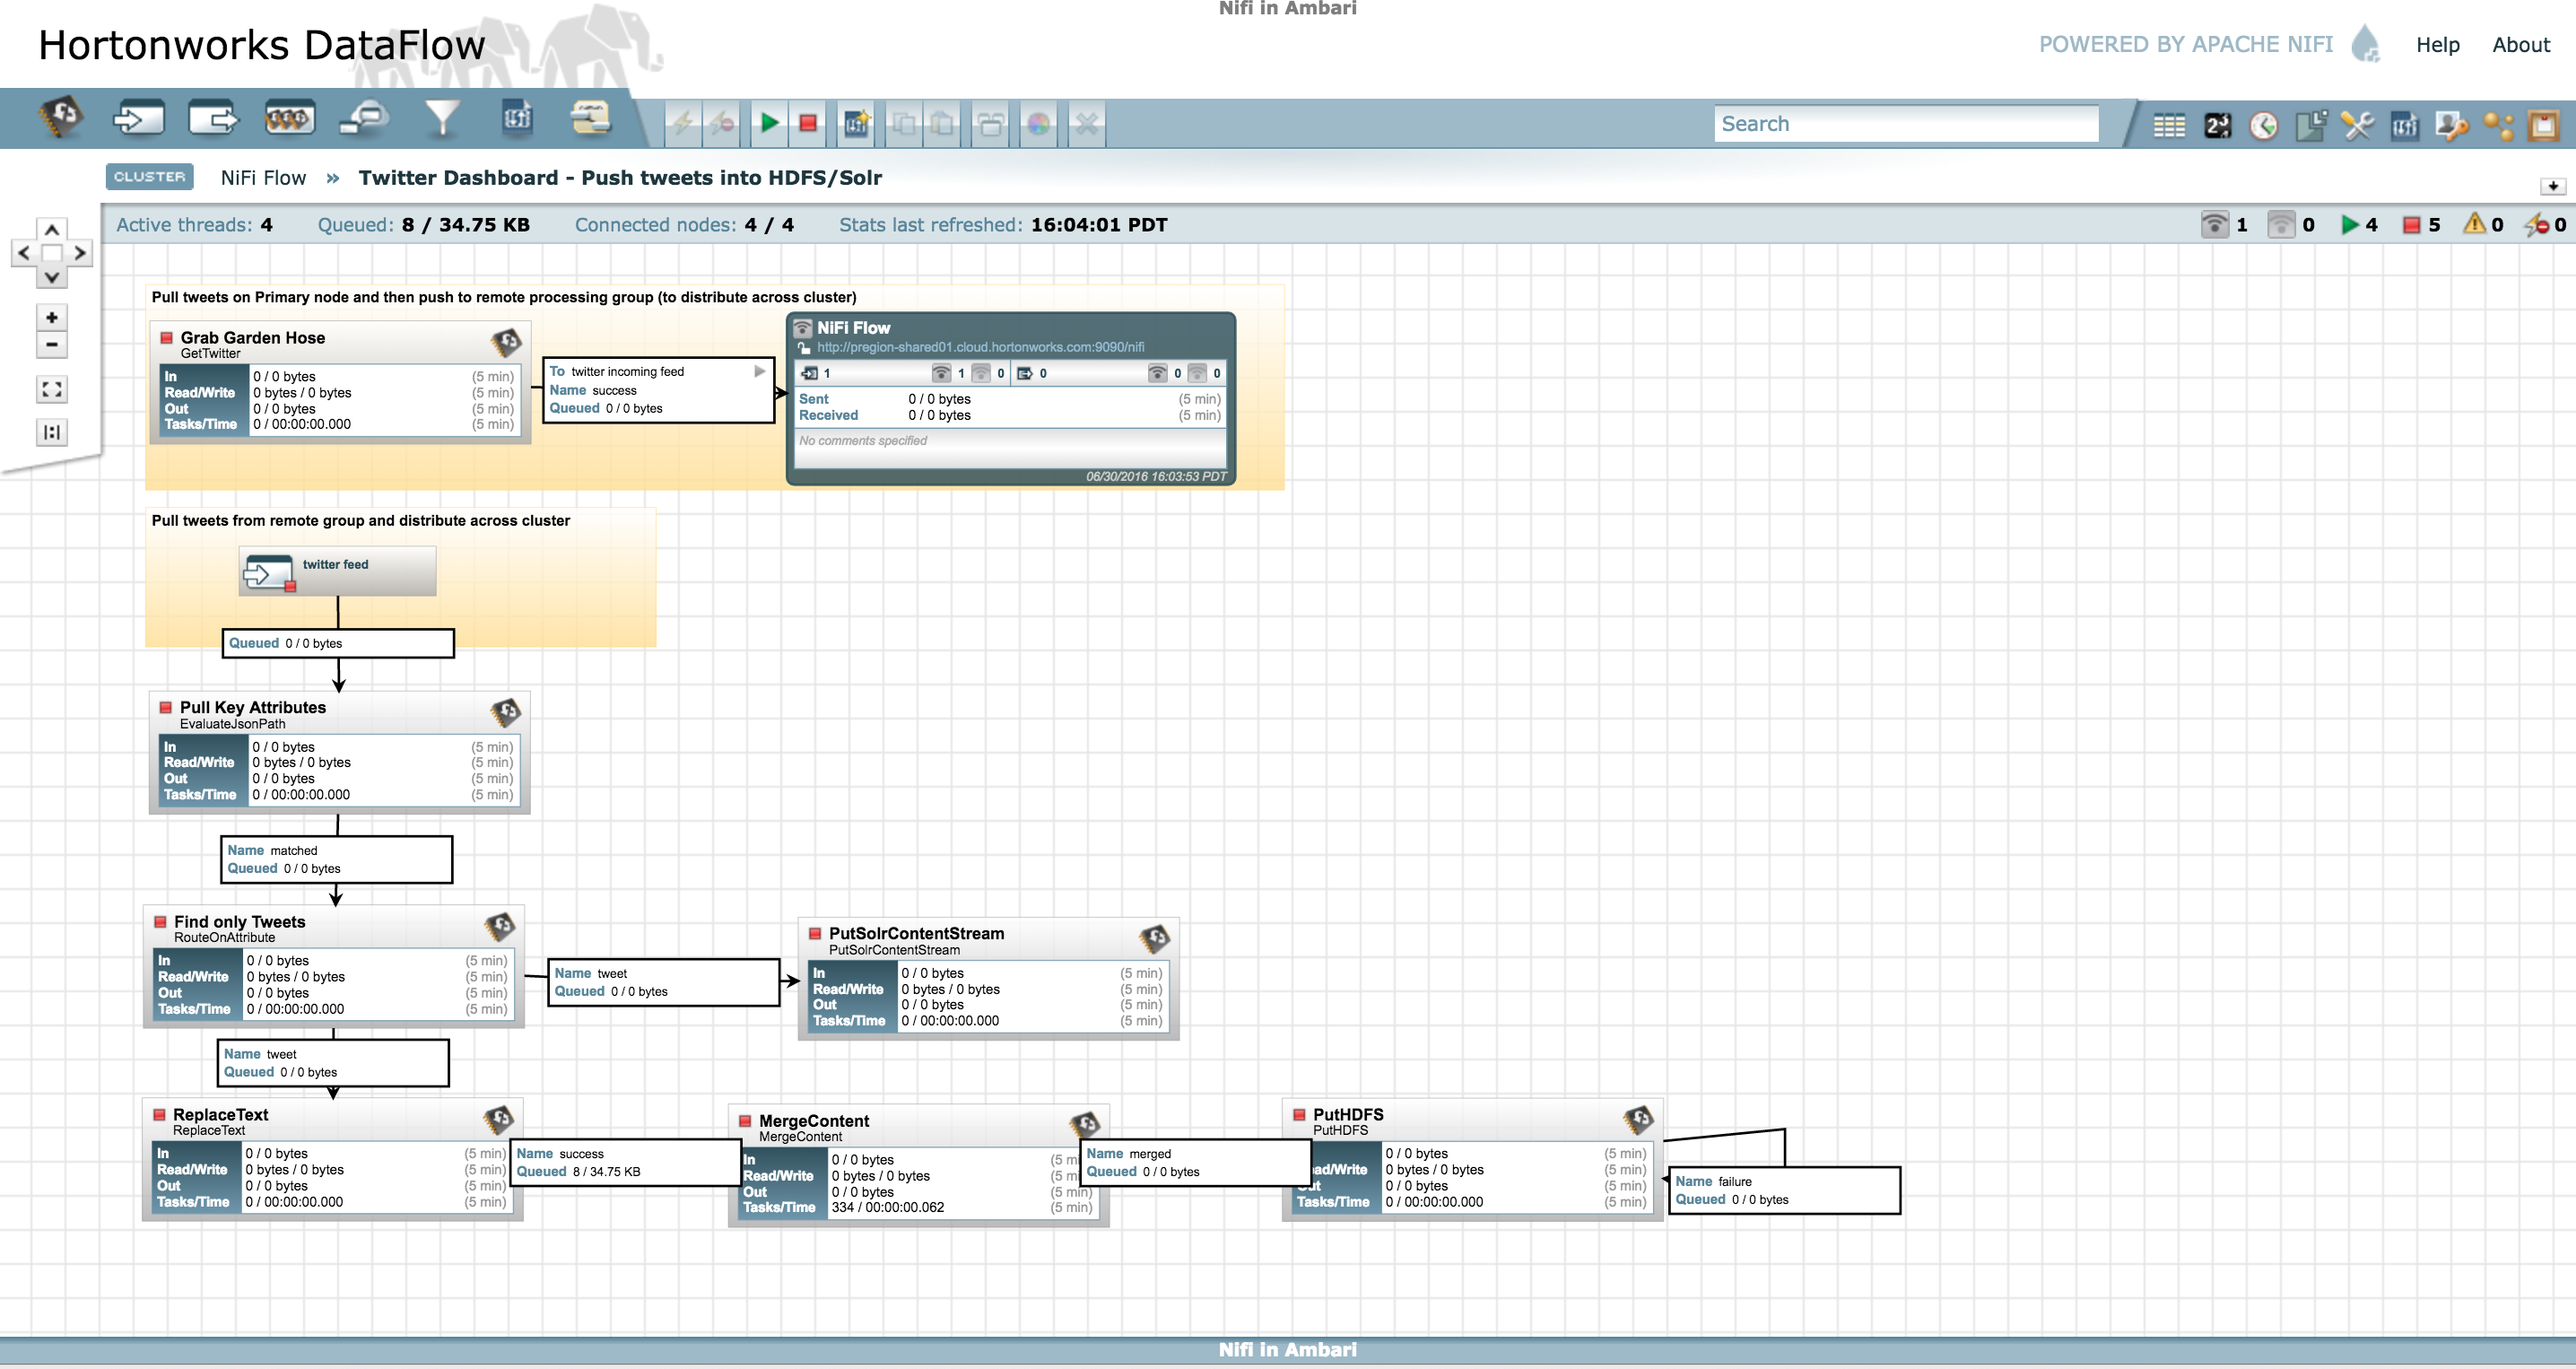 Nifi in Ambari
Hortonworks DataFlow
POWERED BY APACHE NIFI Help About
Search
CLUSTER NiFi Flow » Twitter Dashboard - Push tweets into HDFS/Solr
Active threads: 4 Queued: 8 / 34.75 KB Connected nodes: 4 / 4 Stats last refreshed: 16:04:01 PDT 1 0 4 5 0 0
Pull tweets on Primary node and then push to remote processing group (to distribute across cluster)
Grab Garden Hose
GetTwitter
In 0 / 0 bytes (5 min)
Read/Write 0 bytes / 0 bytes (5 min)
Out 0 / 0 bytes (5 min)
Tasks/Time 0 / 00:00:00.000 (5 min)
To twitter incoming feed
Name success
Queued 0 / 0 bytes
NiFi Flow
http://pregion-shared01.cloud.hortonworks.com:9090/nifi
1 1 0 0 0 0
Sent 0 / 0 bytes (5 min)
Received 0 / 0 bytes (5 min)
No comments specified
06/30/2016 16:03:53 PDT
Pull tweets from remote group and distribute across cluster
twitter feed
Queued 0 / 0 bytes
Pull Key Attributes
EvaluateJsonPath
In 0 / 0 bytes (5 min)
Read/Write 0 bytes / 0 bytes (5 min)
Out 0 / 0 bytes (5 min)
Tasks/Time 0 / 00:00:00.000 (5 min)
Name matched
Queued 0 / 0 bytes
Find only Tweets
RouteOnAttribute
In 0 / 0 bytes (5 min)
Read/Write 0 bytes / 0 bytes (5 min)
Out 0 / 0 bytes (5 min)
Tasks/Time 0 / 00:00:00.000 (5 min)
Name tweet
Queued 0 / 0 bytes
PutSolrContentStream
PutSolrContentStream
In 0 / 0 bytes (5 min)
Read/Write 0 bytes / 0 bytes (5 min)
Out 0 / 0 bytes (5 min)
Tasks/Time 0 / 00:00:00.000 (5 min)
Name tweet
Queued 0 / 0 bytes
ReplaceText
ReplaceText
In 0 / 0 bytes (5 min)
Read/Write 0 bytes / 0 bytes (5 min)
Out 0 / 0 bytes (5 min)
Tasks/Time 0 / 00:00:00.000 (5 min)
Name success
Queued 8 / 34.75 KB
MergeContent
MergeContent
In 0 / 0 bytes (5 m
Read/Write 0 bytes / 0 bytes (5 m
Out 0 / 0 bytes (5 min)
Tasks/Time 334 / 00:00:00.062 (5 min)
Name merged
Queued 0 / 0 bytes
PutHDFS
PutHDFS
0 / 0 bytes (5 min)
ad/Write 0 bytes / 0 bytes (5 min)
ut 0 / 0 bytes (5 min)
Tasks/Time 0 / 00:00:00.000 (5 min)
Name failure
Queued 0 / 0 bytes
Nifi in Ambari